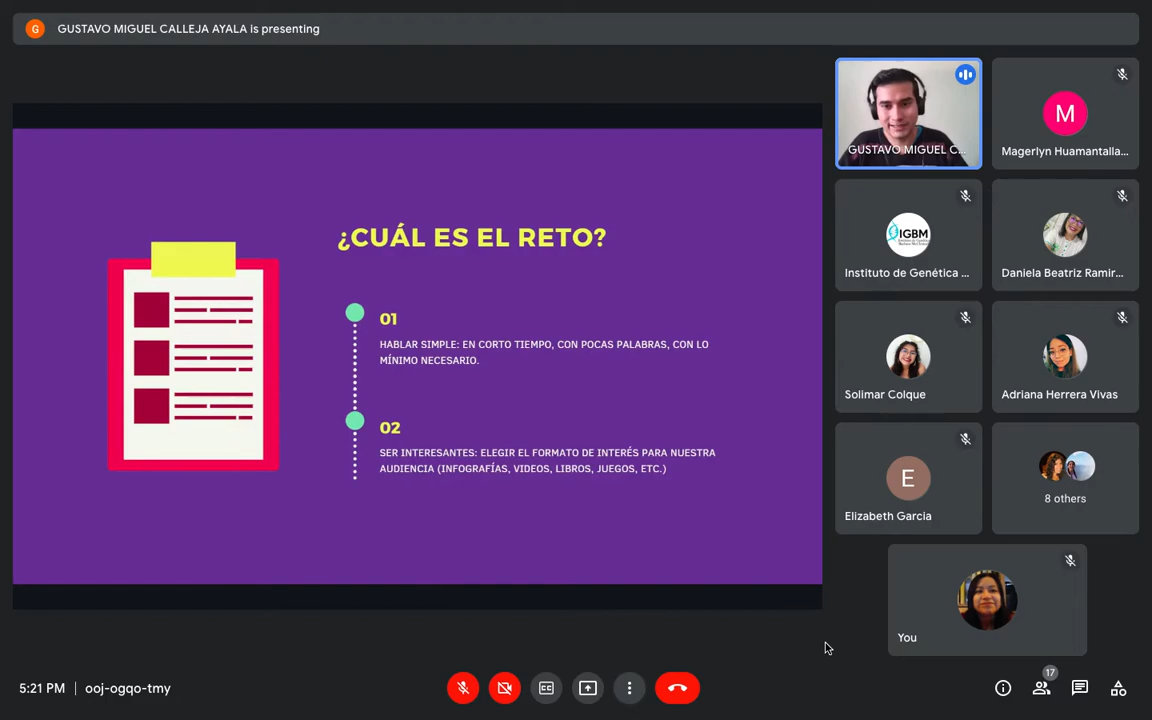 G
GUSTAVO MIGUEL CALLEJA AYALA is presenting
¿CUÁL ES EL RETO?
01
HABLAR SIMPLE: EN CORTO TIEMPO, CON POCAS PALABRAS, CON LO
MÍNIMO NECESARIO.
02
SER INTERESANTES: ELEGIR EL FORMATO DE INTERÉS PARA NUESTRA
AUDIENCIA (INFOGRAFÍAS, VIDEOS, LIBROS, JUEGOS, ETC.)
GUSTAVO MIGUEL C...
M
Magerlyn Huamantalla...
IGBM
Instituto de Genética ...
Daniela Beatriz Ramir...
Solimar Colque
Adriana Herrera Vivas
E
Elizabeth Garcia
8 others
You
5:21 PM | ooj-ogqo-tmy
CC
17